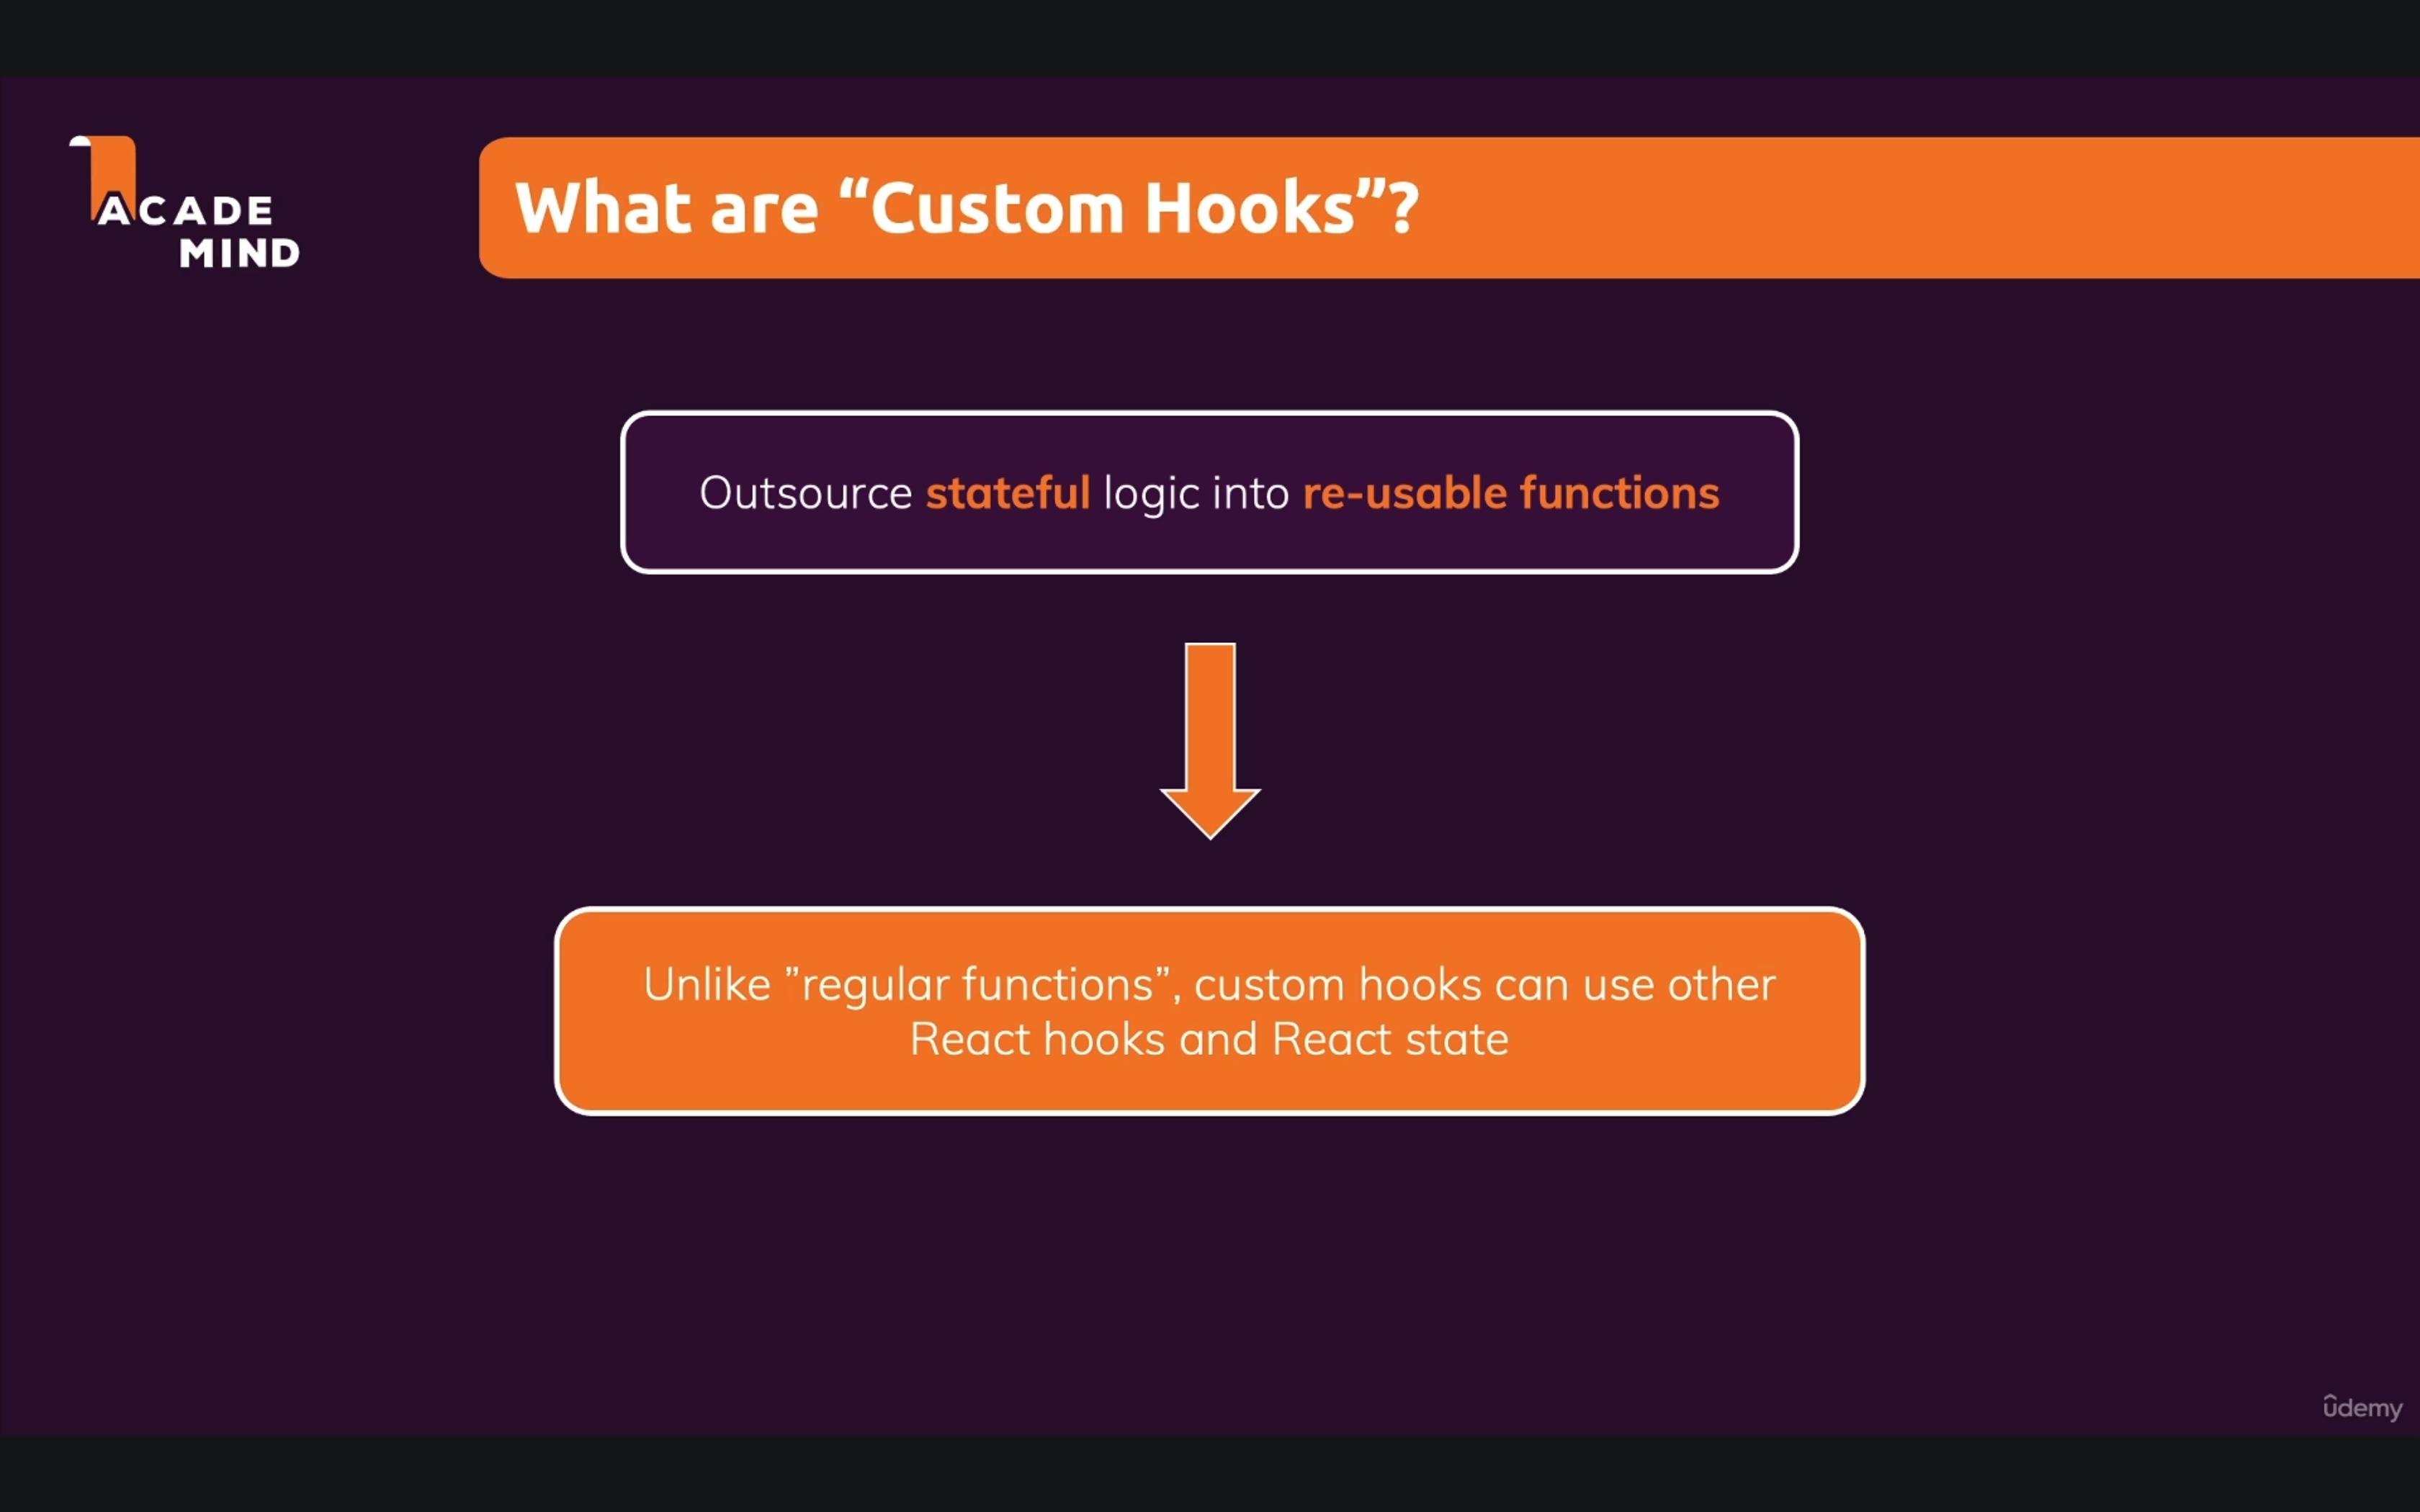 ACADE
MIND
What are “Custom Hooks”?
Outsource stateful logic into re-usable functions
Unlike ”regular functions”, custom hooks can use other
React hooks and React state
ûdemy